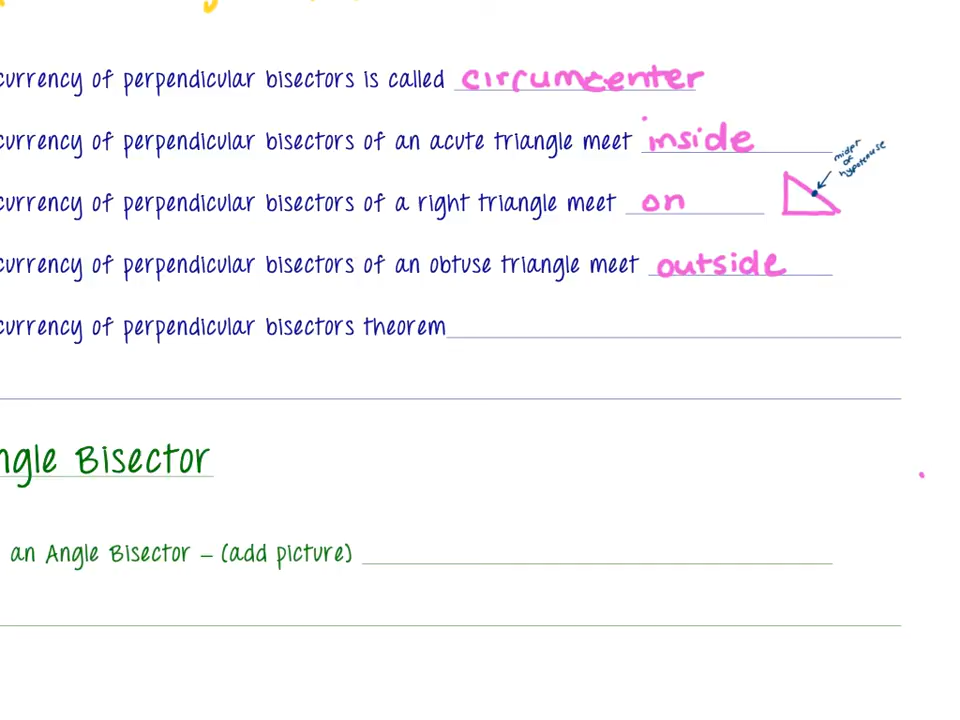 currency of perpendicular bisectors is called circumcenter
currency of perpendicular bisectors of an acute triangle meet inside
midpt
of
hypotenuse
currency of perpendicular bisectors of a right triangle meet on
currency of perpendicular bisectors of an obtuse triangle meet outside
currency of perpendicular bisectors theorem
ngle Bisector
an Angle Bisector – (add picture)